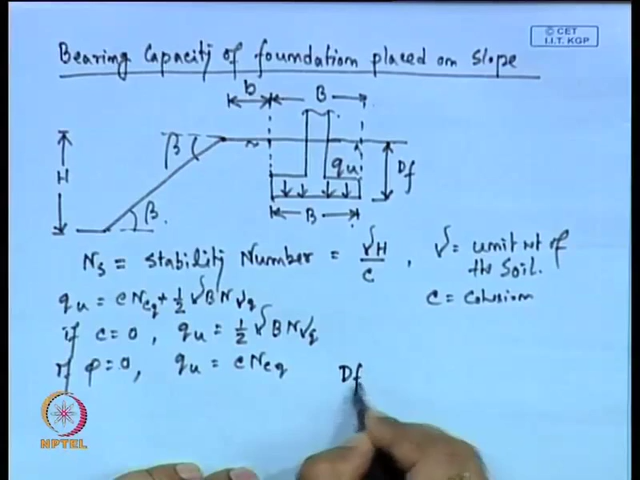 © CET
I.I.T. KGP
Bearing Capacity of foundation placed on slope
b B
β
H
qu
Df
β.
B
Ns = Stability Number = γH/c , γ = unit wt of the soil.
c = cohesion
qu = cNcq + 1/2 γBNγq
if c=0, qu = 1/2 γBNγq
if φ=0, qu = cNcq
Df
NPTEL